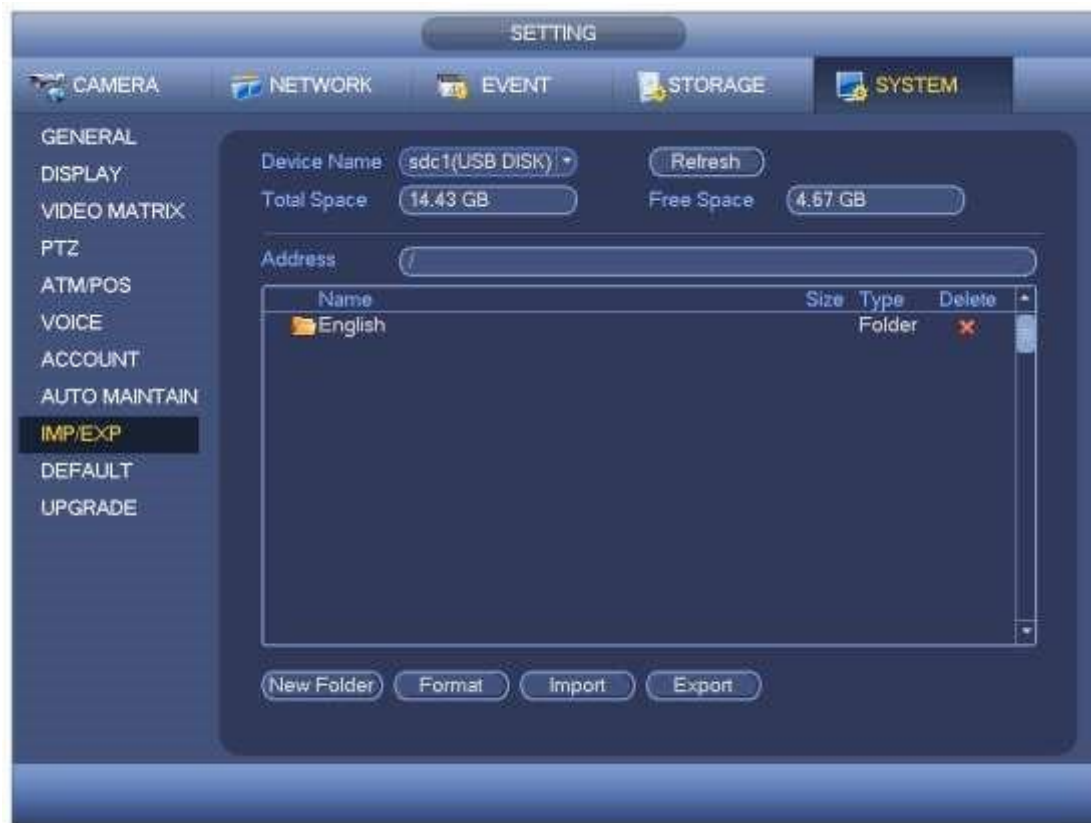 SETTING
CAMERA NETWORK EVENT STORAGE SYSTEM
GENERAL
DISPLAY
VIDEO MATRIX
PTZ
ATM/POS
VOICE
ACCOUNT
AUTO MAINTAIN
IMP/EXP
DEFAULT
UPGRADE
Device Name sdc1(USB DISK) Refresh
Total Space 14.43 GB Free Space 4.67 GB
Address /
Name Size Type Delete
English Folder
New Folder Format Import Export